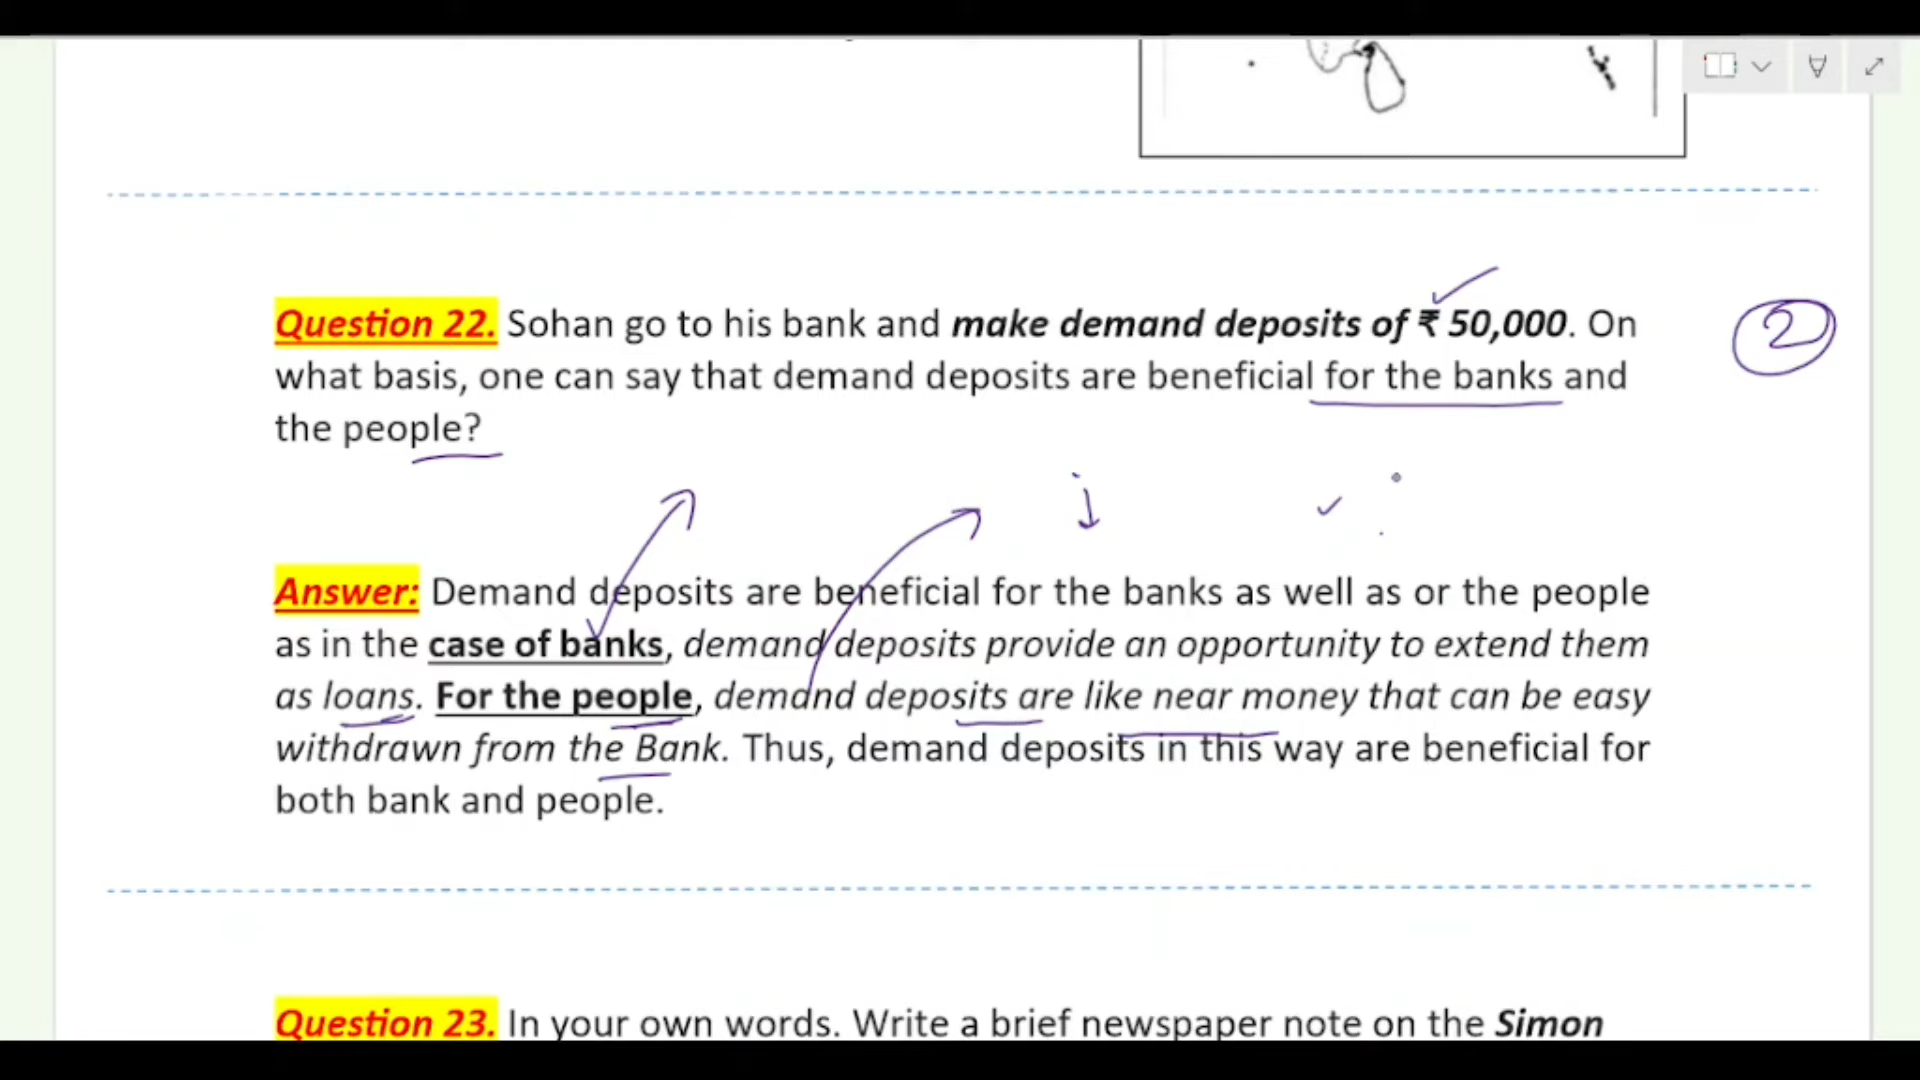 Question 22. Sohan go to his bank and make demand deposits of ₹ 50,000. On
what basis, one can say that demand deposits are beneficial for the banks and
the people?
2
Answer: Demand deposits are beneficial for the banks as well as or the people
as in the case of banks, demand deposits provide an opportunity to extend them
as loans. For the people, demand deposits are like near money that can be easy
withdrawn from the Bank. Thus, demand deposits in this way are beneficial for
both bank and people.
Question 23. In your own words. Write a brief newspaper note on the Simon